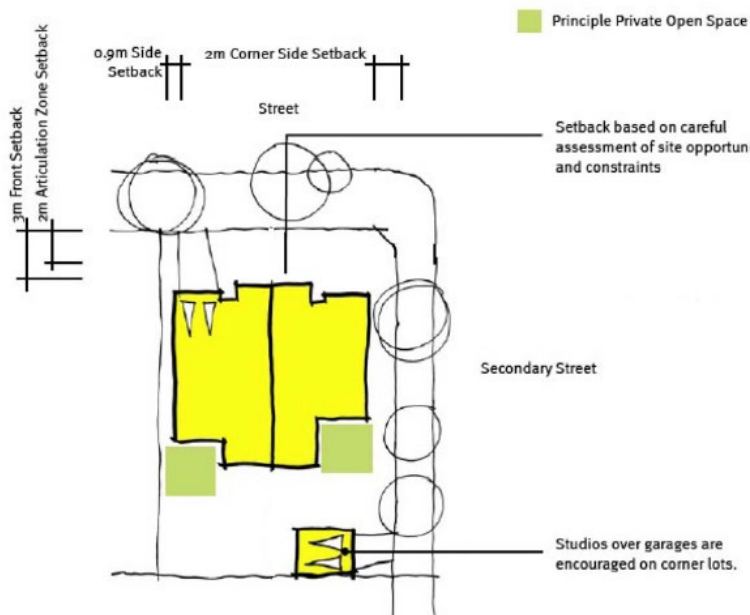 Principle Private Open Space
0.9m Side
Setback
2m Corner Side Setback
Street
3m Front Setback
2m Articulation Zone Setback
Setback based on careful
assessment of site opportuni
and constraints
Secondary Street
Studios over garages are
encouraged on corner lots.